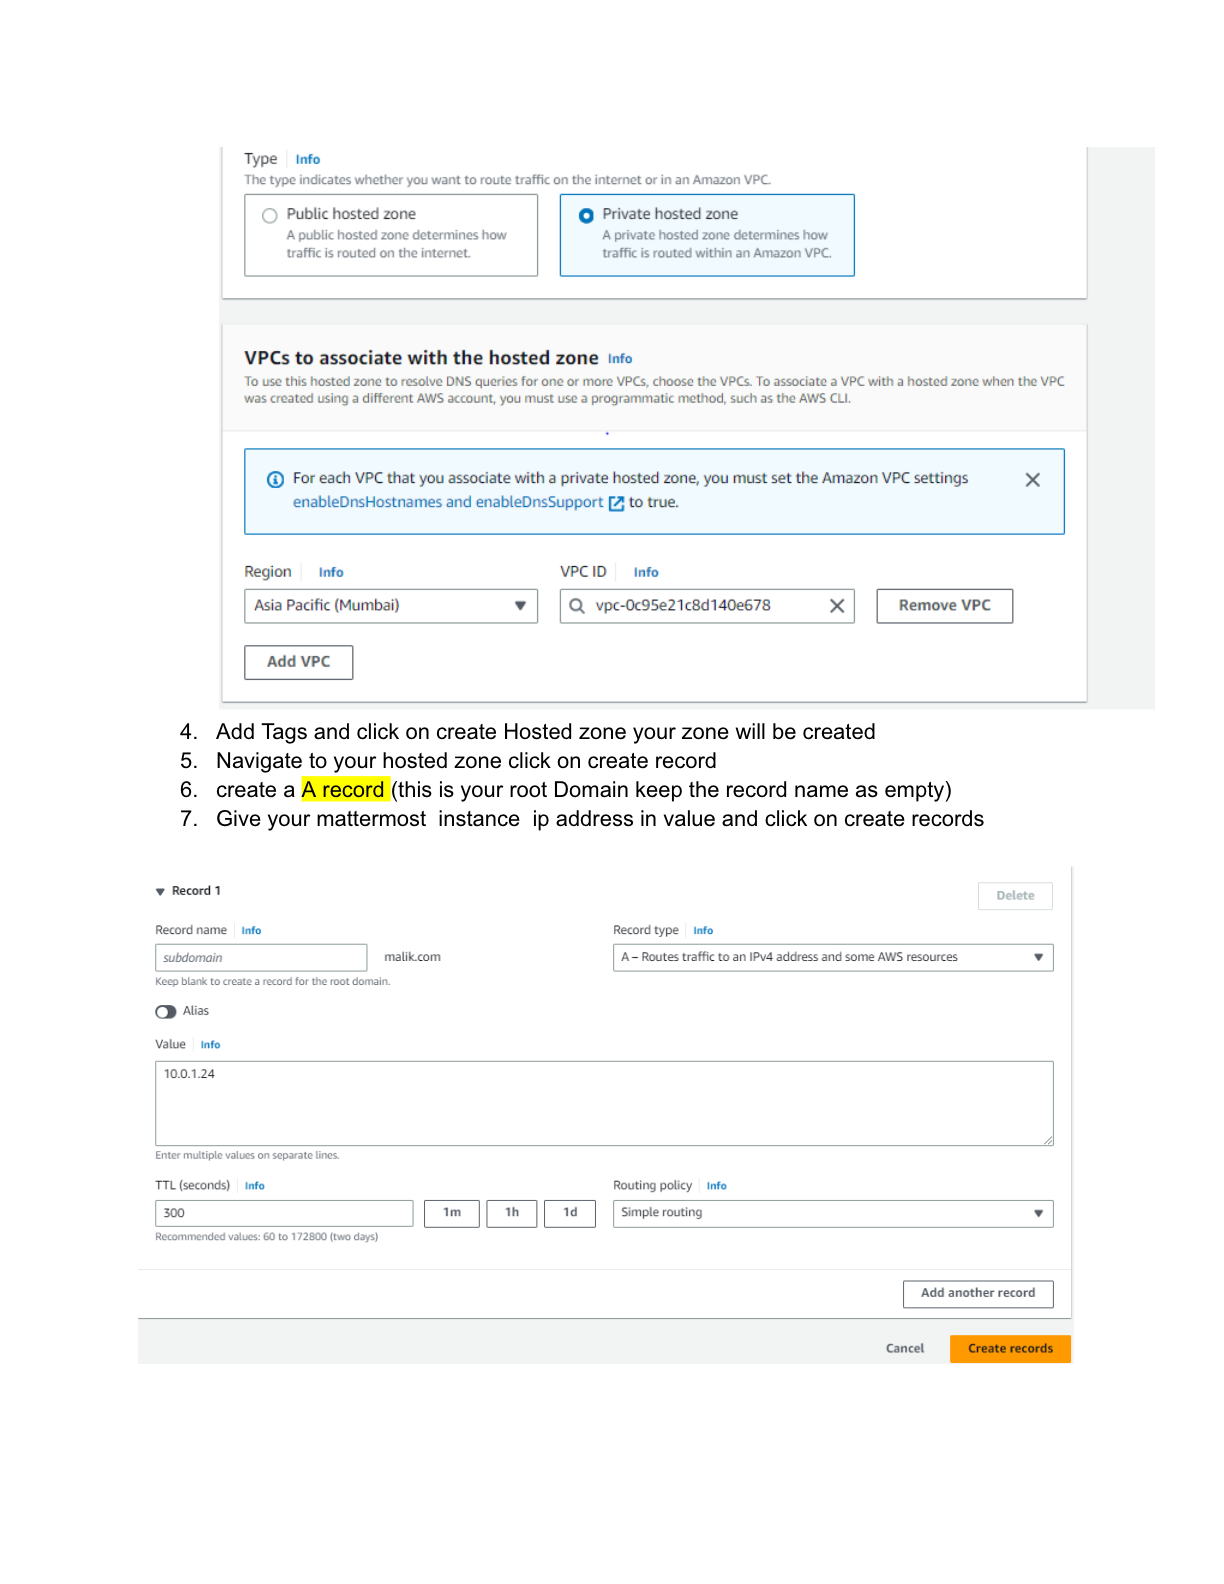 Type Info
The type indicates whether you want to route traffic on the internet or in an Amazon VPC.
Public hosted zone
A public hosted zone determines how
traffic is routed on the internet.
Private hosted zone
A private hosted zone determines how
traffic is routed within an Amazon VPC.
VPCs to associate with the hosted zone Info
To use this hosted zone to resolve DNS queries for one or more VPCs, choose the VPCs. To associate a VPC with a hosted zone when the VPC
was created using a different AWS account, you must use a programmatic method, such as the AWS CLI.
For each VPC that you associate with a private hosted zone, you must set the Amazon VPC settings
enableDnsHostnames and enableDnsSupport to true.
Region Info
VPC ID Info
Asia Pacific (Mumbai)
vpc-0c95e21c8d140e678
Remove VPC
Add VPC
4. Add Tags and click on create Hosted zone your zone will be created
5. Navigate to your hosted zone click on create record
6. create a A record (this is your root Domain keep the record name as empty)
7. Give your mattermost instance ip address in value and click on create records
Record 1
Delete
Record name Info
Record type Info
subdomain
malik.com
A – Routes traffic to an IPv4 address and some AWS resources
Keep blank to create a record for the root domain.
Alias
Value Info
10.0.1.24
Enter multiple values on separate lines.
TTL (seconds) Info
Routing policy Info
300
1m
1h
1d
Simple routing
Recommended values: 60 to 172800 (two days)
Add another record
Cancel
Create records